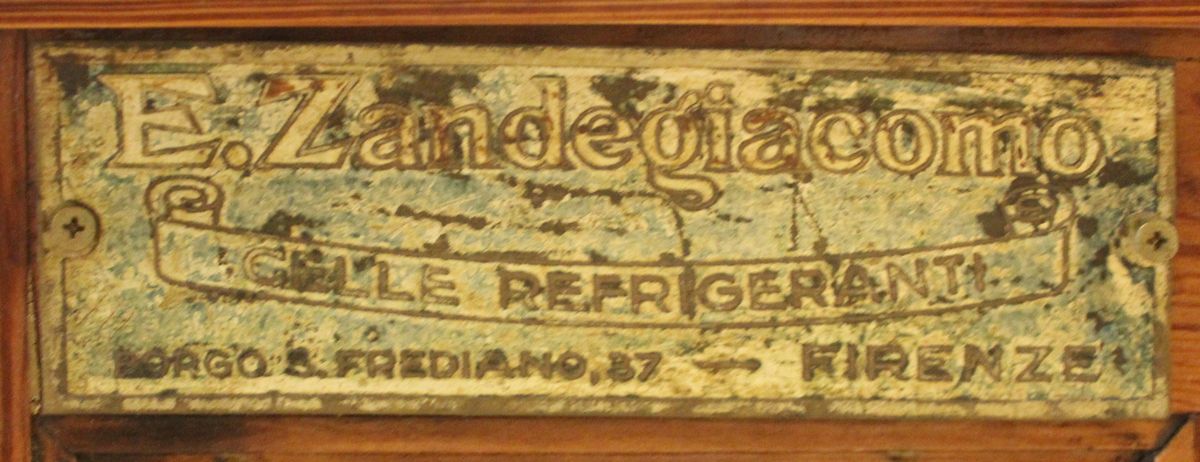 E. Zandegiacomo
CELLE REFRIGERANTI
BORGO S. FREDIANO, 87 — FIRENZE